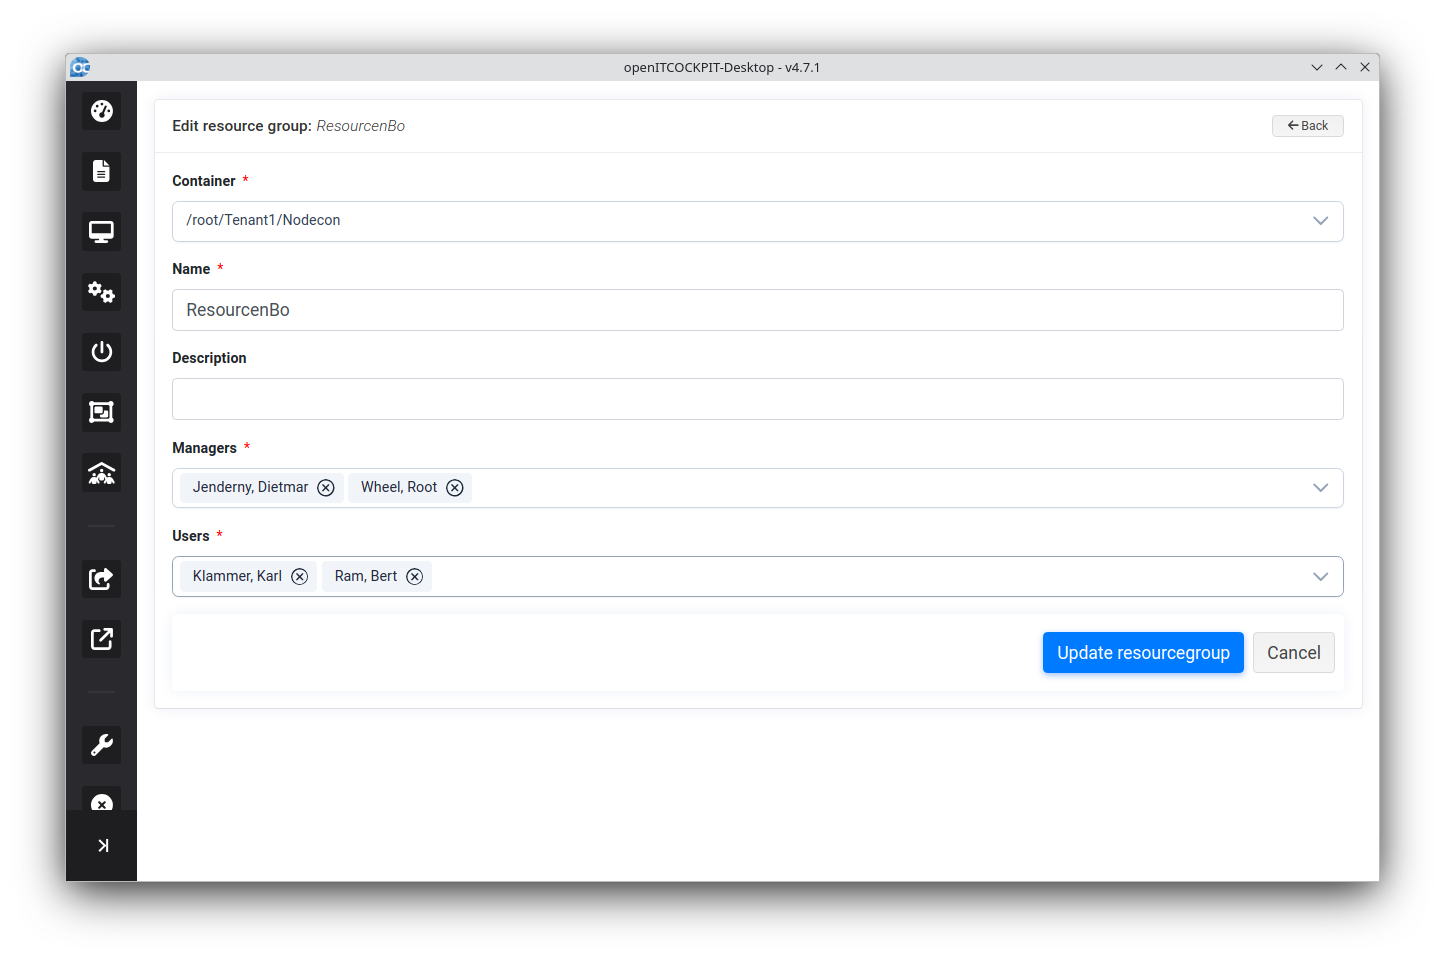 openITCOCKPIT-Desktop - v4.7.1
Edit resource group: ResourcenBo
Back
Container *
/root/Tenant1/Nodecon
Name *
ResourcenBo
Description
Managers *
Jenderny, Dietmar Wheel, Root
Users *
Klammer, Karl Ram, Bert
Update resourcegroup Cancel